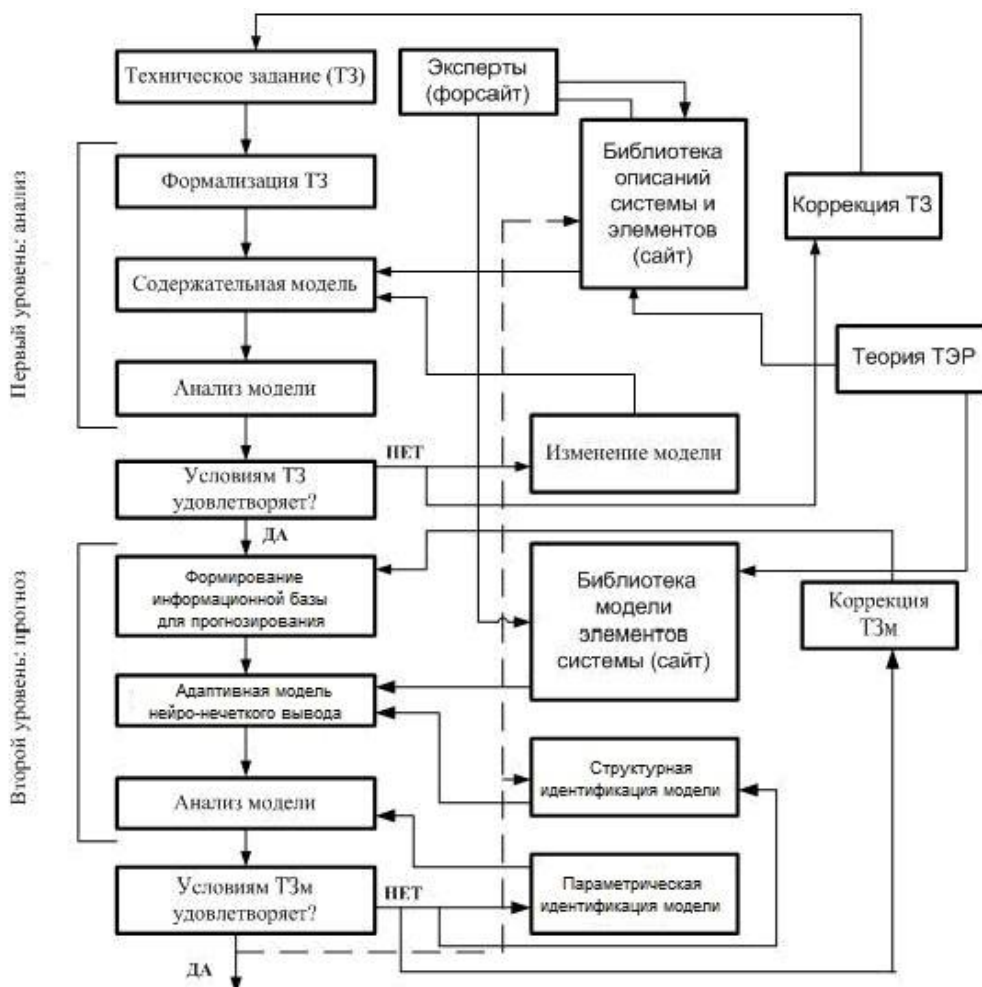 Техническое задание (ТЗ)
Эксперты
(форсайт)
Библиотека
описаний
системы и
элементов
(сайт)
Коррекция ТЗ
Первый уровень: анализ
Формализация ТЗ
Содержательная модель
Анализ модели
Теория ТЭР
НЕТ
Изменение модели
Условиям ТЗ
удовлетворяет?
ДА
Второй уровень: прогноз
Формирование
информационной базы
для прогнозирования
Библиотека
модели
элементов
системы (сайт)
Коррекция
ТЗм
Адаптивная модель
нейро-нечеткого вывода
Структурная
идентификация модели
Анализ модели
Условиям ТЗм
удовлетворяет?
НЕТ
Параметрическая
идентификация модели
ДА